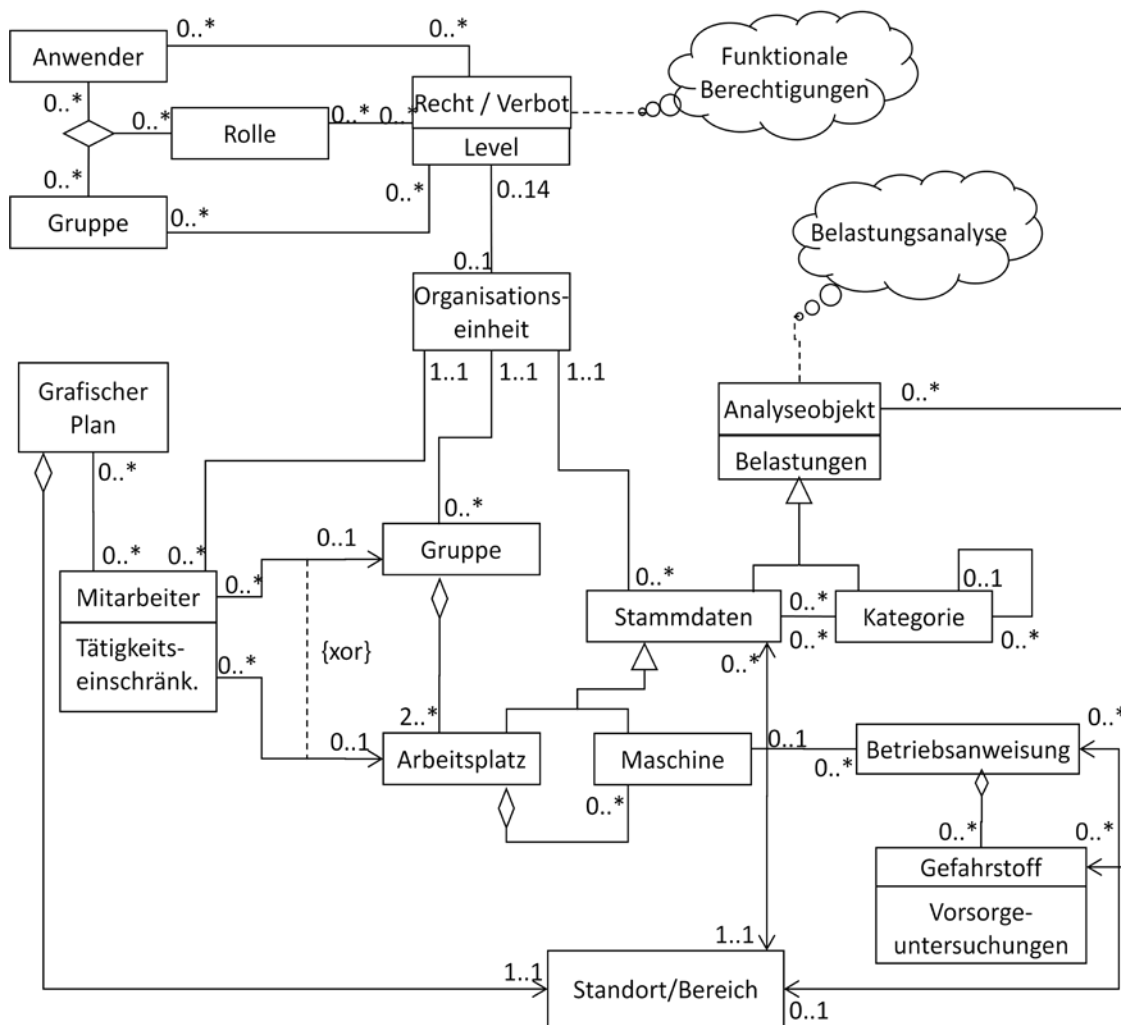 Anwender
0..*
0..*
Funktionale
Berechtigungen
0..*
0..*
Rolle
0..*
0..*
Recht / Verbot
Level
0..*
Gruppe
0..*
0..*
0..14
Belastungsanalyse
0..1
Organisations-
einheit
1..1
1..1
1..1
Grafischer
Plan
0..*
Analyseobjekt
Belastungen
0..*
0..*
0..*
Mitarbeiter
Tätigkeits-
einschränk.
0..*
0..1
0..*
Gruppe
{xor}
0..*
0..1
0..*
Stammdaten
0..*
0..*
0..*
Kategorie
0..1
0..*
2..*
Arbeitsplatz
Maschine
0..*
0..1
0..*
Betriebsanweisung
0..*
0..*
0..*
Gefahrstoff
Vorsorge-
untersuchungen
1..1
1..1
Standort/Bereich
0..1